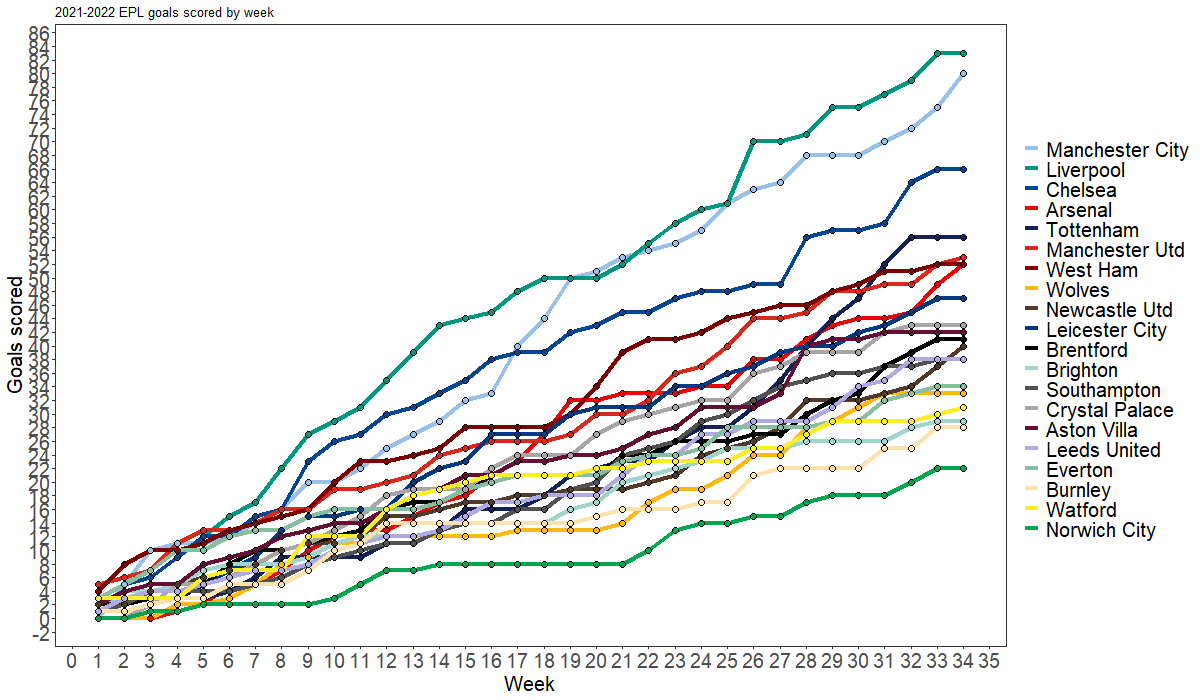 2021-2022 EPL goals scored by week
86
84
82
80
78
76
74
72
70
68
66
64
62
60
58
56
54
52
50
48
46
44
42
40
38
36
34
32
30
28
26
24
22
20
18
16
14
12
10
8
6
4
2
0
-2
Goals scored
0 1 2 3 4 5 6 7 8 9 10 11 12 13 14 15 16 17 18 19 20 21 22 23 24 25 26 27 28 29 30 31 32 33 34 35
Week
Manchester City
Liverpool
Chelsea
Arsenal
Tottenham
Manchester Utd
West Ham
Wolves
Newcastle Utd
Leicester City
Brentford
Brighton
Southampton
Crystal Palace
Aston Villa
Leeds United
Everton
Burnley
Watford
Norwich City